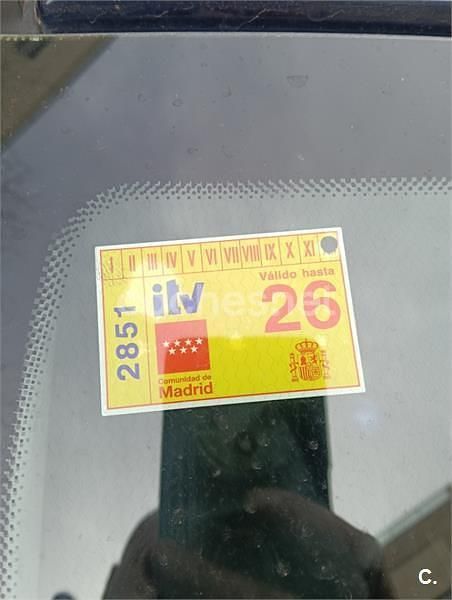 I II III IV V VI VII VIII IX X XI
Válido hasta
itv
26
2851
Comunidad de
Madrid
C.